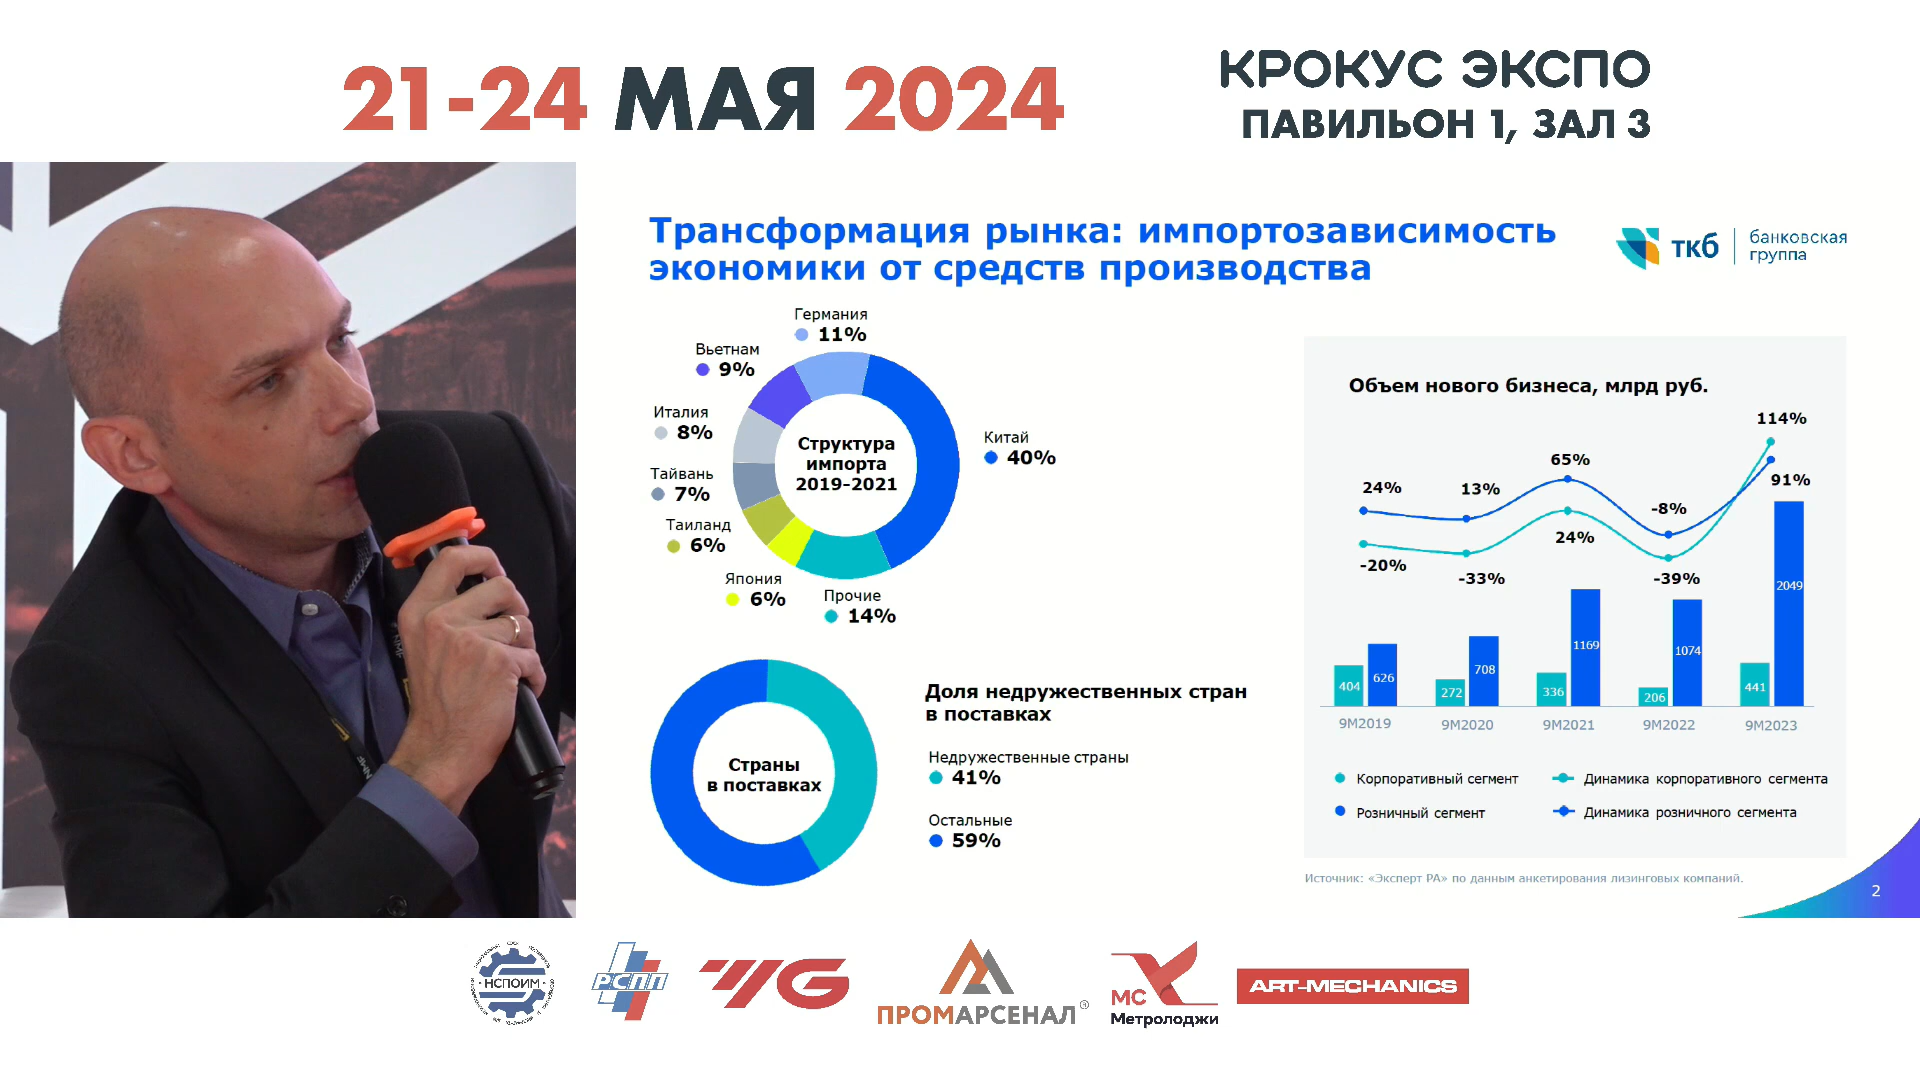 21-24 МАЯ 2024
КРОКУС ЭКСПО
ПАВИЛЬОН 1, ЗАЛ 3
Трансформация рынка: импортозависимость
экономики от средств производства
ткб
банковская
группа
Германия
11%
Вьетнам
9%
Италия
8%
Тайвань
7%
Таиланд
6%
Япония
6%
Прочие
14%
Китай
40%
Структура
импорта
2019-2021
Страны
в поставках
Доля недружественных стран
в поставках
Недружественные страны
41%
Остальные
59%
Объем нового бизнеса, млрд руб.
24%
13%
65%
-8%
114%
91%
-20%
-33%
24%
-39%
404
626
272
708
336
1169
206
1074
441
2049
9М2019
9М2020
9М2021
9М2022
9М2023
Корпоративный сегмент
Динамика корпоративного сегмента
Розничный сегмент
Динамика розничного сегмента
Источник: «Эксперт РА» по данным анкетирования лизинговых компаний.
2
NMF
NMF
· НСПОИМ ·
РСПП
YG
ПРОМАРСЕНАЛ®
МС
Метролоджи
ART-MECHANICS